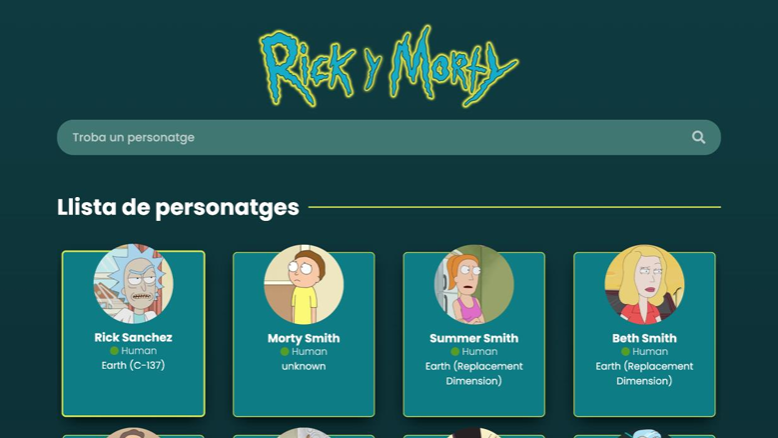 Rick y Morty
Troba un personatge
Llista de personatges
Rick Sanchez
Human
Earth (C-137)
Morty Smith
Human
unknown
Summer Smith
Human
Earth (Replacement
Dimension)
Beth Smith
Human
Earth (Replacement
Dimension)